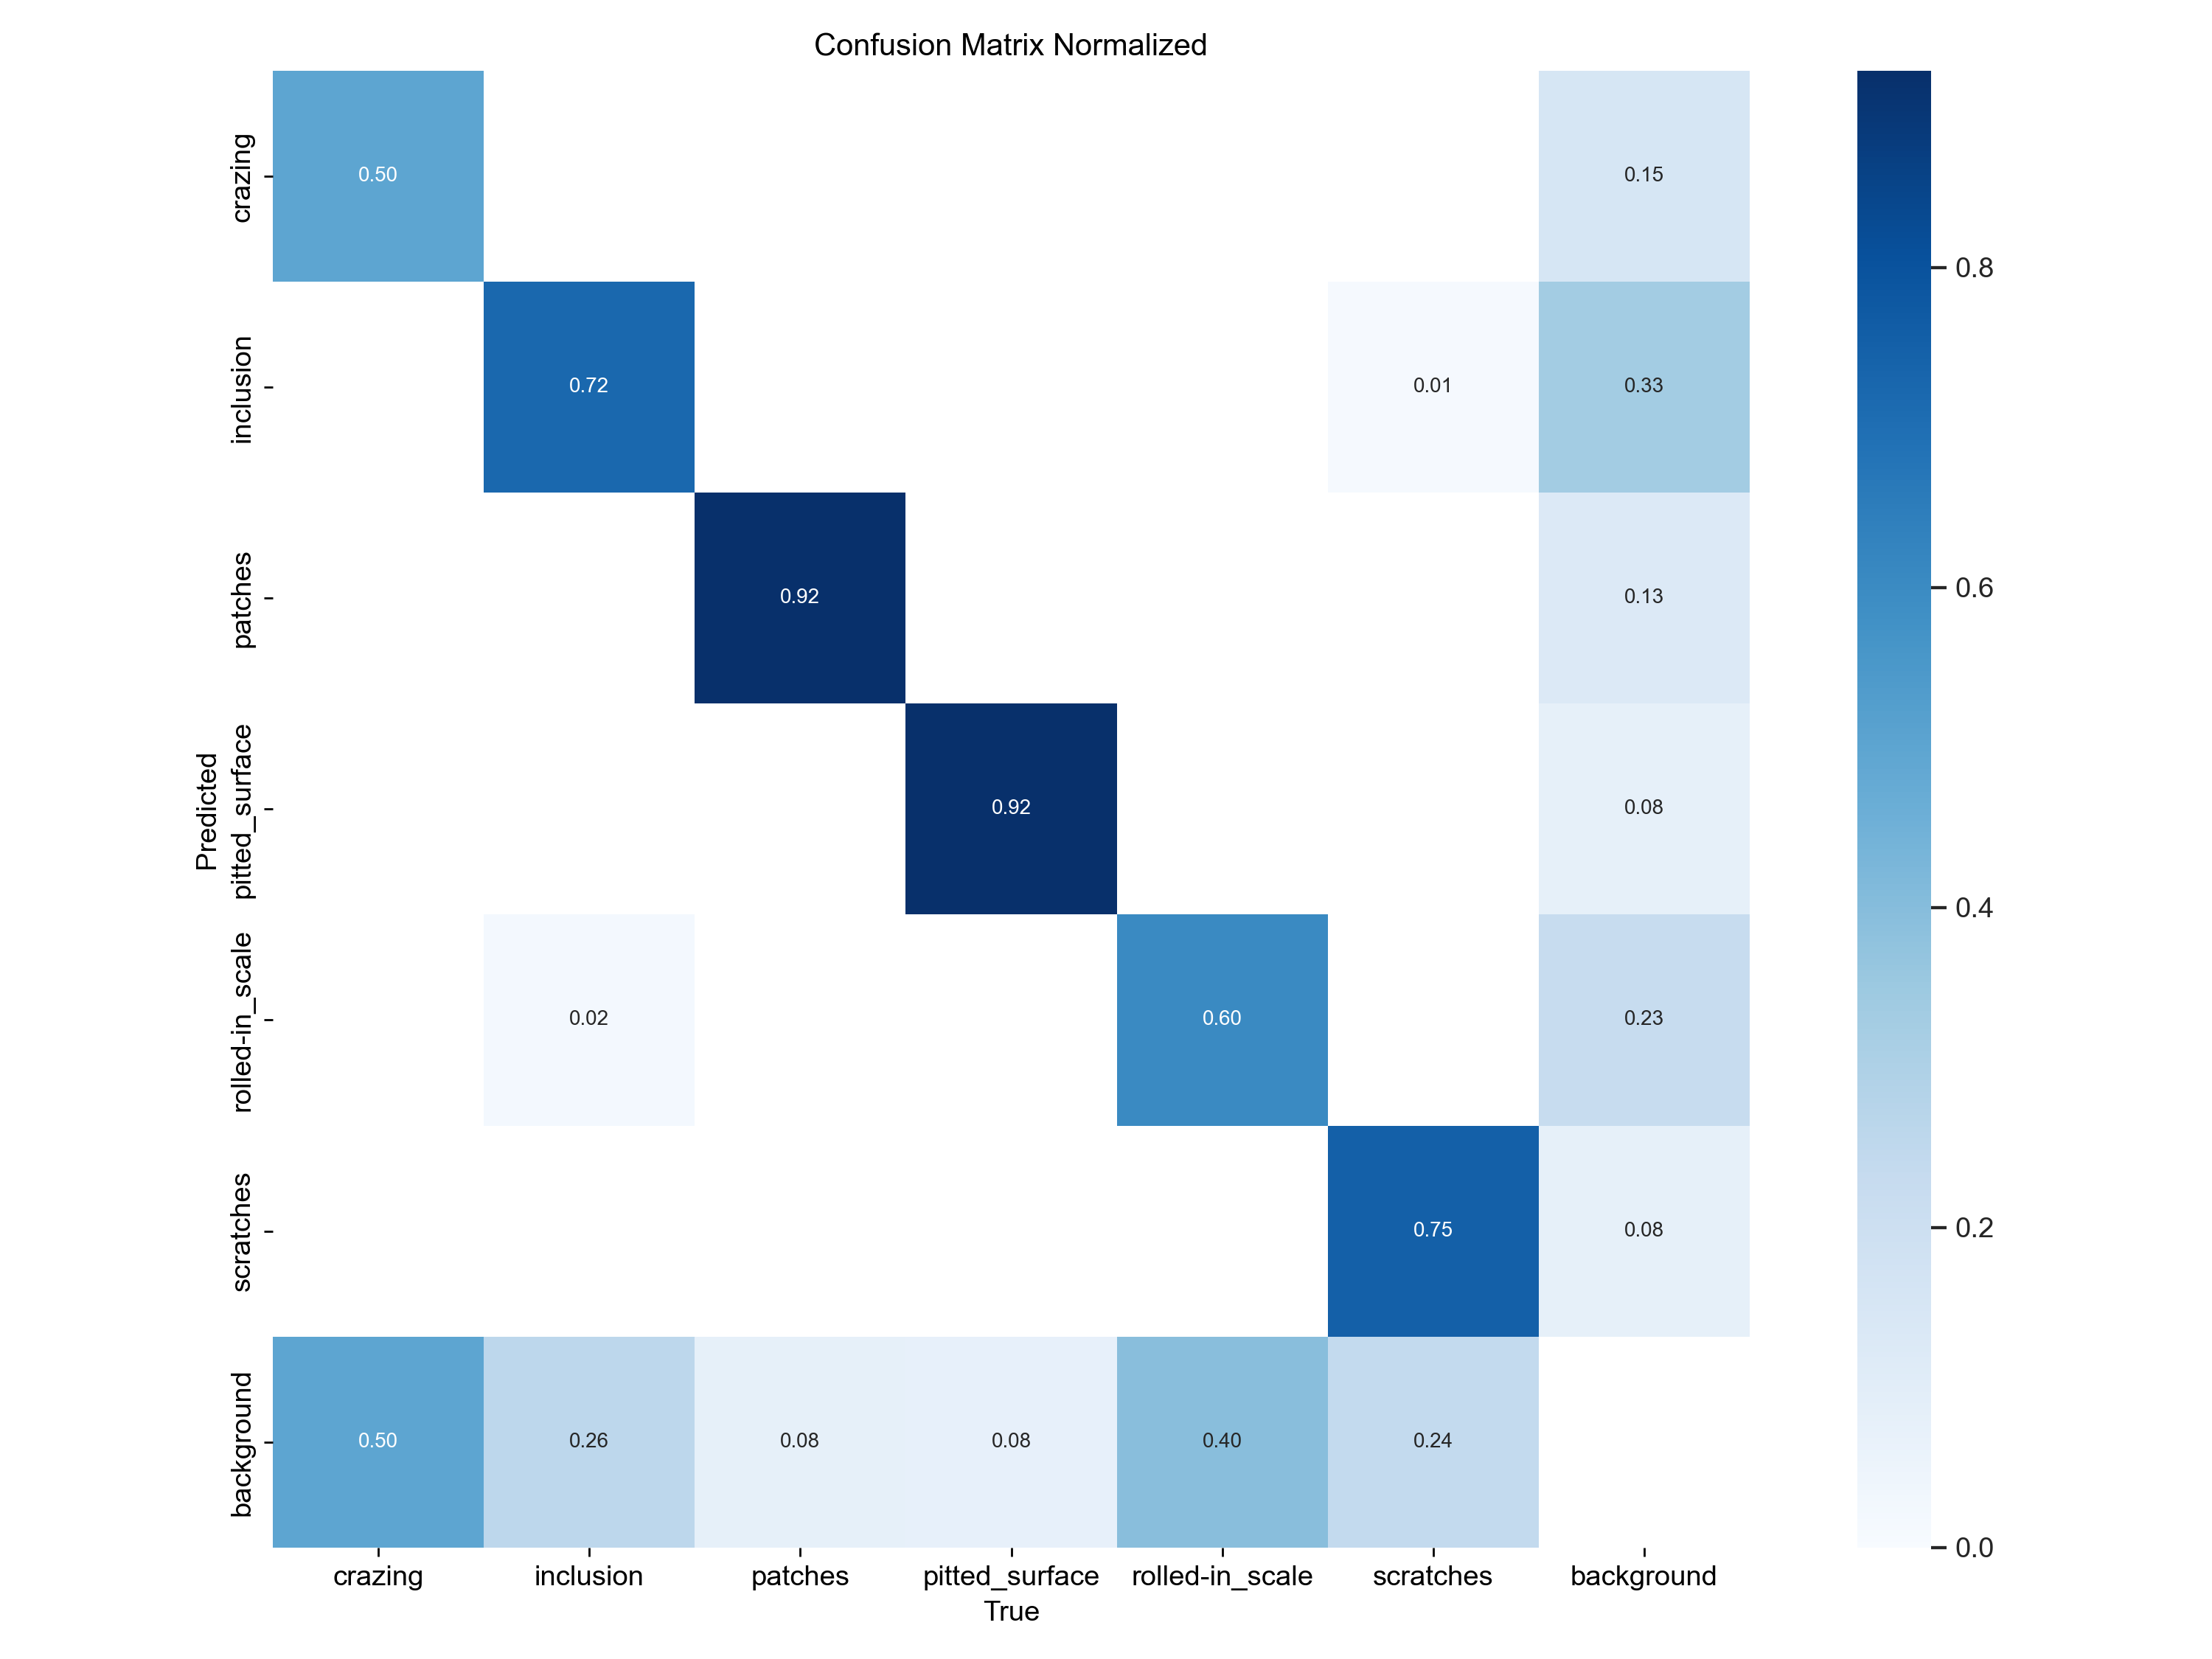 Confusion Matrix Normalized
crazing
0.50
0.15
0.8
inclusion
0.72
0.01
0.33
patches
0.92
0.13
0.6
Predicted
pitted_surface
0.92
0.08
0.4
rolled-in_scale
0.02
0.60
0.23
scratches
0.75
0.08
0.2
background
0.50
0.26
0.08
0.08
0.40
0.24
0.0
crazing
inclusion
patches
pitted_surface
rolled-in_scale
scratches
background
True